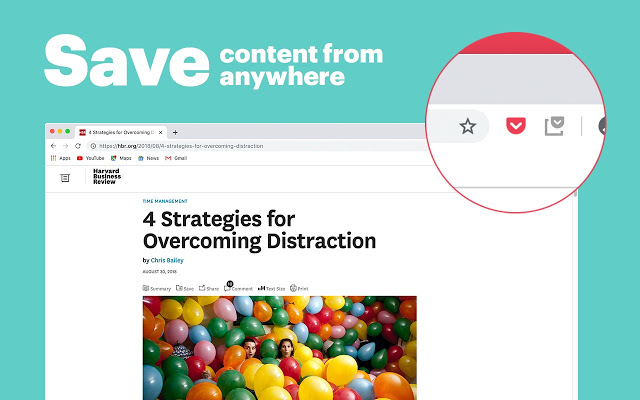 Save content from
anywhere
4 Strategies for Overcoming D
https://hbr.org/2018/08/4-strategies-for-overcoming-distraction
Apps YouTube Maps News Gmail
Harvard
Business
Review
TIME MANAGEMENT
4 Strategies for
Overcoming Distraction
by Chris Bailey
AUGUST 30, 2018
Summary Save Share Comment Text Size Print